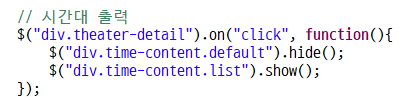 // 시간대 출력
$("div.theater-detail").on("click", function(){
    $("div.time-content.default").hide();
    $("div.time-content.list").show();
});